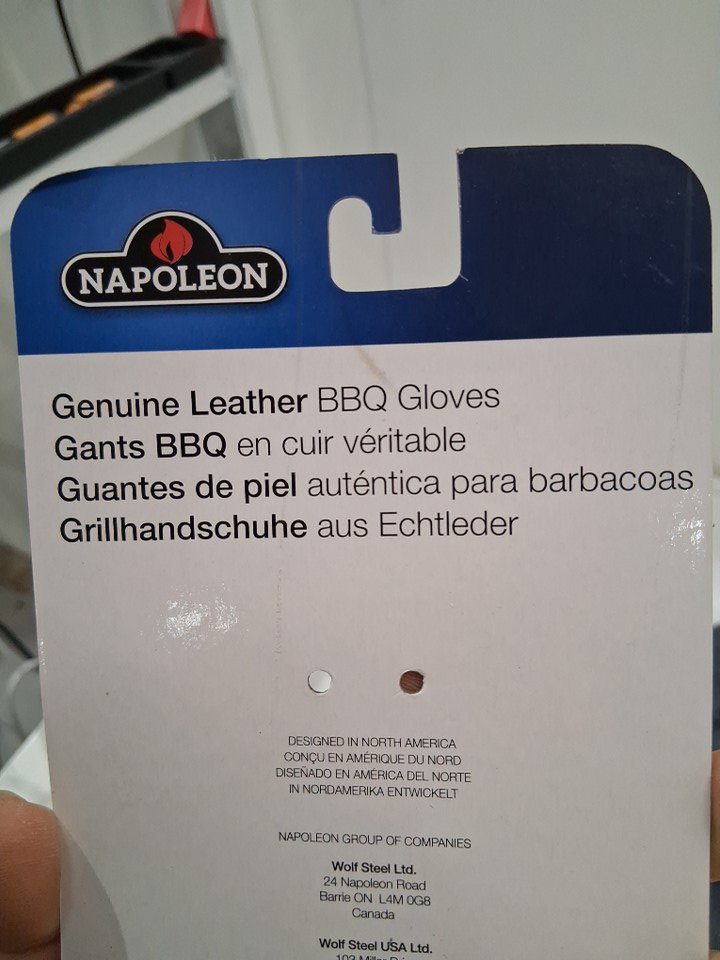 NAPOLEON
Genuine Leather BBQ Gloves
Gants BBQ en cuir véritable
Guantes de piel auténtica para barbacoas
Grillhandschuhe aus Echtleder
DESIGNED IN NORTH AMERICA
CONÇU EN AMÉRIQUE DU NORD
DISEÑADO EN AMÉRICA DEL NORTE
IN NORDAMERIKA ENTWICKELT
NAPOLEON GROUP OF COMPANIES
Wolf Steel Ltd.
24 Napoleon Road
Barrie ON L4M 0G8
Canada
Wolf Steel USA Ltd.
103 Miller